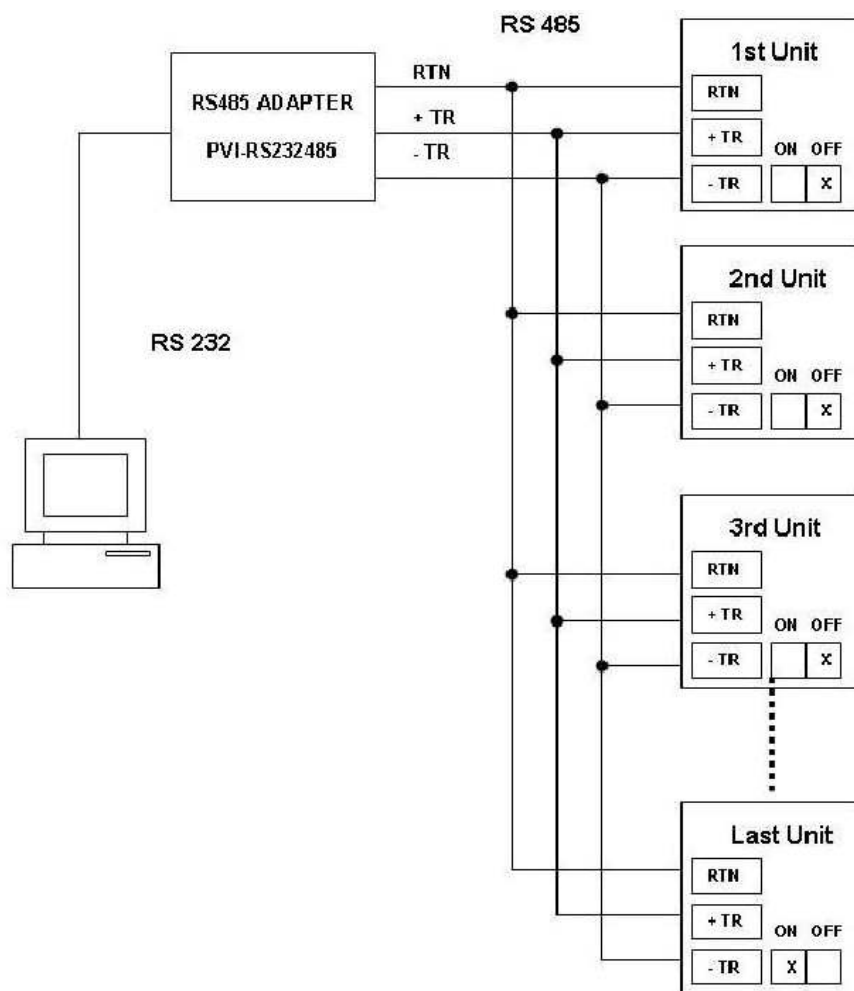 RS 485
RS485 ADAPTER
PVI-RS232485
RTN
+ TR
- TR
RS 232
1st Unit
RTN
+ TR
ON OFF
- TR
X
2nd Unit
RTN
+ TR
ON OFF
- TR
X
3rd Unit
RTN
+ TR
ON OFF
- TR
X
Last Unit
RTN
+ TR
ON OFF
- TR
X